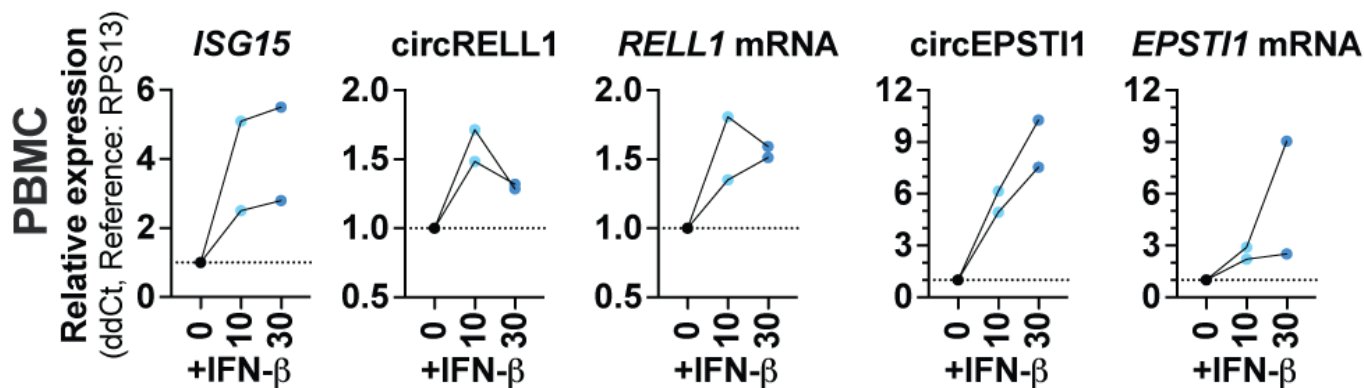 PBMC
Relative expression
(ddCt, Reference: RPS13)
ISG15
6
4
2
0
0
10
30
+IFN-β
circRELL1
2.0
1.5
1.0
0.5
0
10
30
+IFN-β
RELL1 mRNA
2.0
1.5
1.0
0.5
0
10
30
+IFN-β
circEPSTI1
12
9
6
3
0
0
10
30
+IFN-β
EPSTI1 mRNA
12
9
6
3
0
0
10
30
+IFN-β